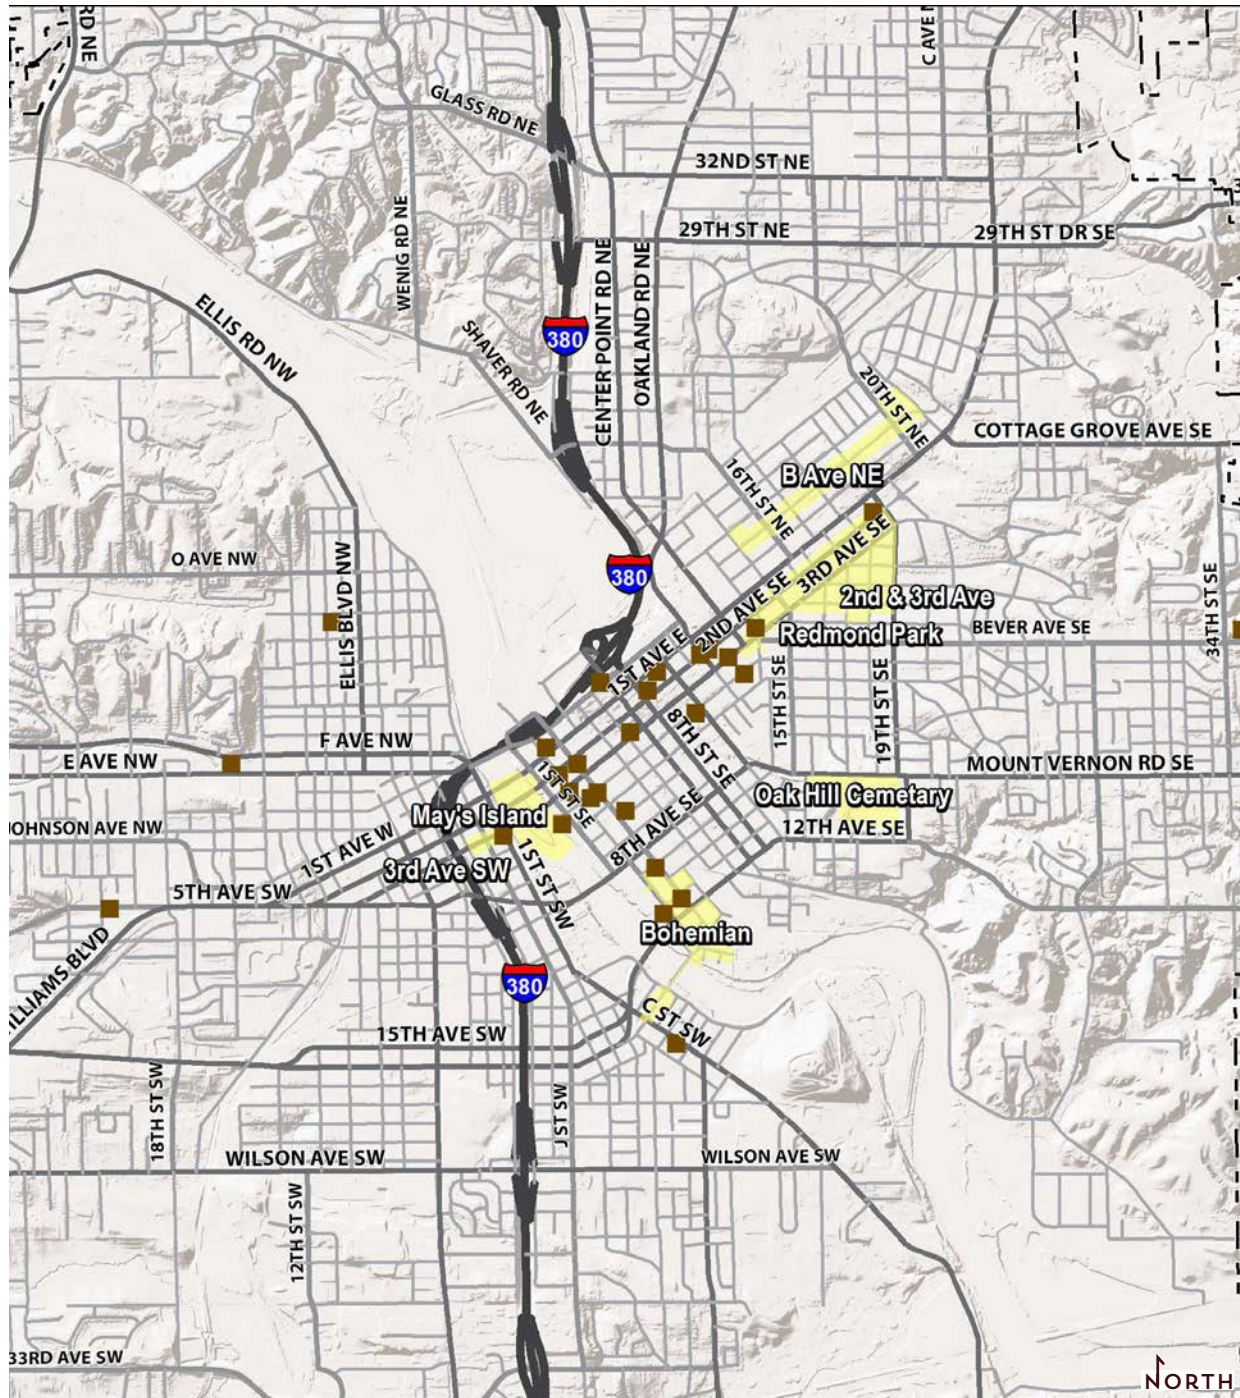 RD NE
C AVE N
GLASS RD NE
32ND ST NE
3
29TH ST NE
29TH ST DR SE
WENIG RD NE
ELLIS RD NW
SHAVER RD NE
380
CENTER POINT RD NE
OAKLAND RD NE
20TH ST NE
COTTAGE GROVE AVE SE
B Ave NE
16TH ST NE
O AVE NW
380
3RD AVE SE
2ND AVE SE
2nd & 3rd Ave
Redmond Park
BEVER AVE SE
34TH ST SE
ELLIS BLVD NW
1ST AVE E
15TH ST SE
19TH ST SE
8TH ST SE
F AVE NW
E AVE NW
MOUNT VERNON RD SE
1ST ST SE
Oak Hill Cemetary
May's Island
OHNSON AVE NW
1ST AVE W
8TH AVE SE
12TH AVE SE
3rd Ave SW
5TH AVE SW
1ST ST SW
Bohemian
ILLIAMS BLVD
380
C ST SW
15TH AVE SW
18TH ST SW
J ST SW
WILSON AVE SW
WILSON AVE SW
12TH ST SW
33RD AVE SW
NORTH